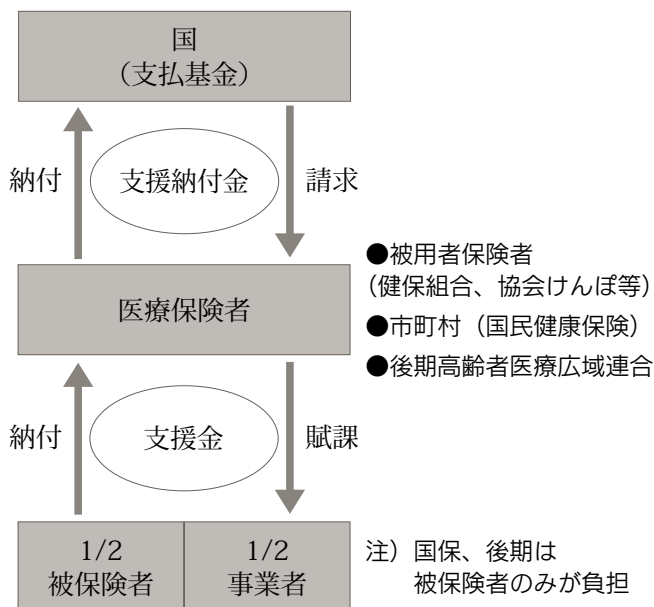 国
（支払基金）
納付
支援納付金
請求
医療保険者
●被用者保険者
（健保組合、協会けんぽ等）
●市町村（国民健康保険）
●後期高齢者医療広域連合
納付
支援金
賦課
1/2
被保険者
1/2
事業者
注）国保、後期は
被保険者のみが負担